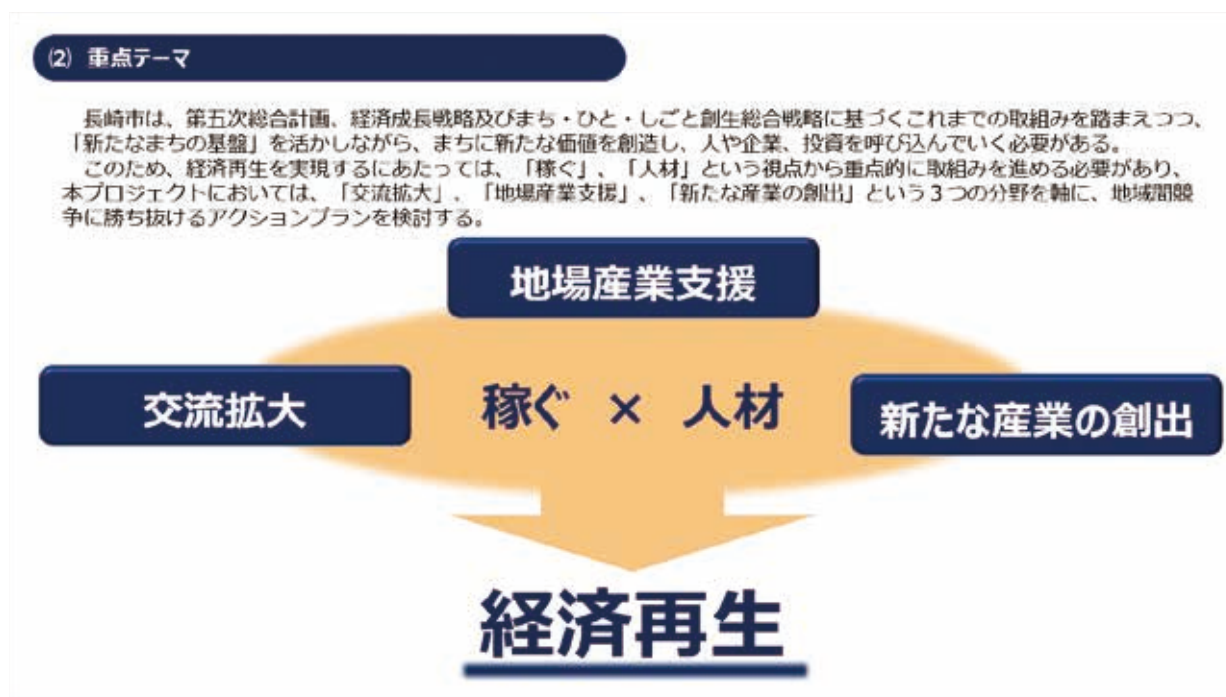 ⑵ 重点テーマ
長崎市は、第五次総合計画、経済成長戦略及びまち・ひと・しごと創生総合戦略に基づくこれまでの取組みを踏まえつつ、
「新たなまちの基盤」を活かしながら、まちに新たな価値を創造し、人や企業、投資を呼び込んでいく必要がある。
このため、経済再生を実現するにあたっては、「稼ぐ」、「人材」という視点から重点的に取組みを進める必要があり、
本プロジェクトにおいては、「交流拡大」、「地場産業支援」、「新たな産業の創出」という３つの分野を軸に、地域間競
争に勝ち抜けるアクションプランを検討する。
地場産業支援
交流拡大
稼ぐ × 人材
新たな産業の創出
経済再生